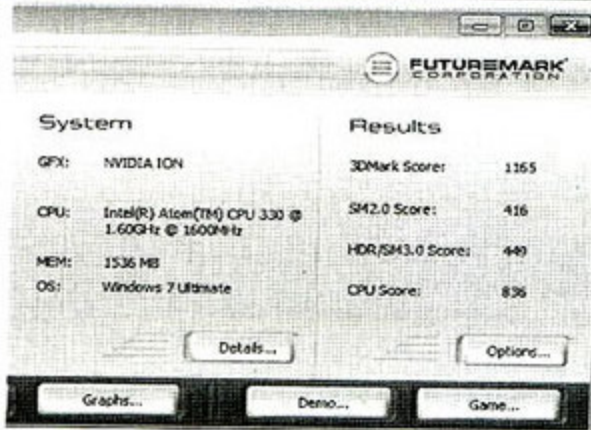 FUTUREMARK
CORPORATION
System
GFX: NVIDIA ION
CPU: Intel(R) Atom(TM) CPU 330 @
1.60GHz @ 1600MHz
MEM: 1536 MB
OS: Windows 7 Ultimate
Details...
Results
3DMark Score: 1165
SM2.0 Score: 416
HDR/SM3.0 Score: 449
CPU Score: 836
Options...
Graphs...
Demo...
Game...